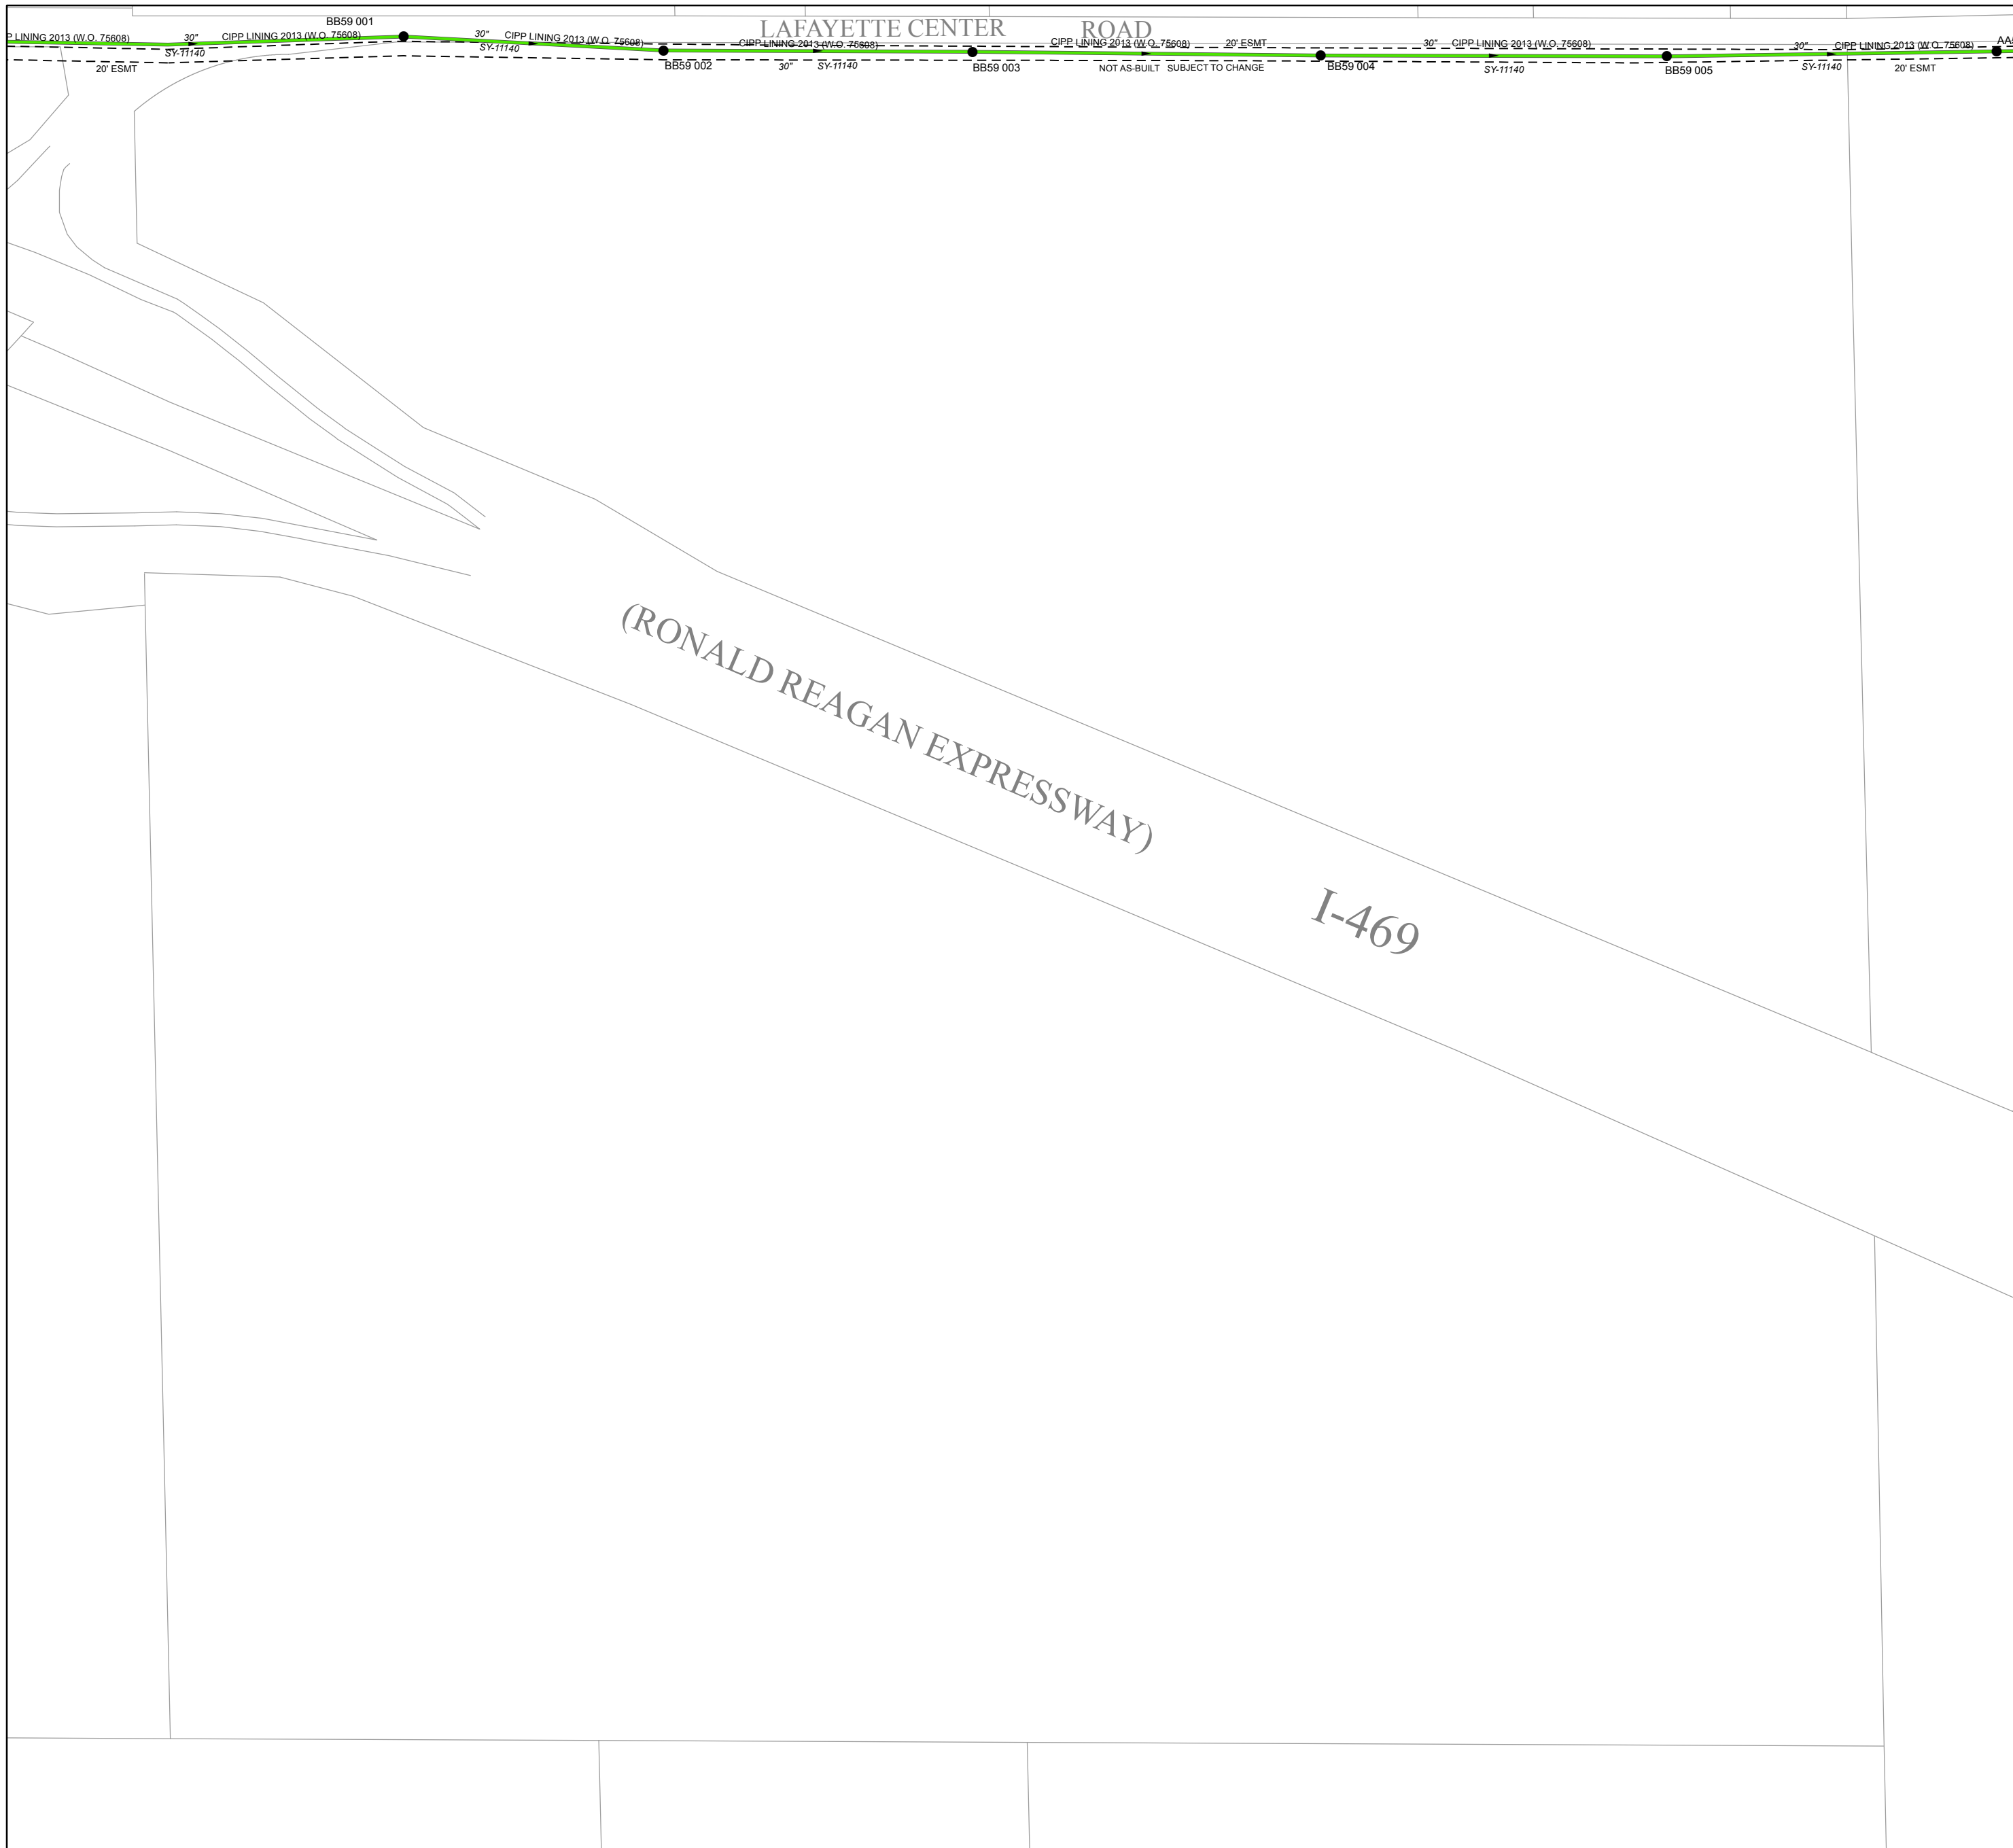 BB59 001
LAFAYETTE CENTER ROAD
P LINING 2013 (W.O. 75608)
30"
CIPP LINING 2013 (W.O. 75608)
30"
CIPP LINING 2013 (W.O. 75608)
CIPP LINING 2013 (W.O. 75608)
CIPP LINING 2013 (W.O. 75608)
20' ESMT
30"
CIPP LINING 2013 (W.O. 75608)
30"
CIPP LINING 2013 (W.O. 75608)
SY-11140
SY-11140
20' ESMT
BB59 002
30"
SY-11140
BB59 003
NOT AS-BUILT SUBJECT TO CHANGE
BB59 004
SY-11140
BB59 005
SY-11140
20' ESMT
(RONALD REAGAN EXPRESSWAY)
I-469